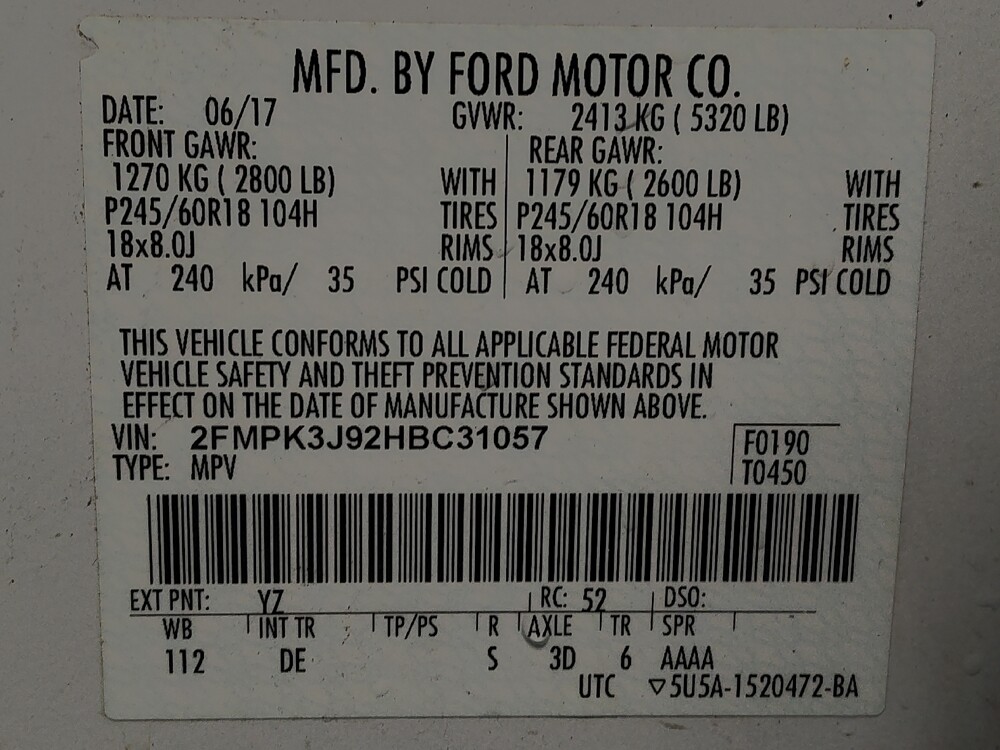 MFD. BY FORD MOTOR CO.
DATE: 06/17 GVWR: 2413 KG ( 5320 LB)
FRONT GAWR: REAR GAWR:
1270 KG ( 2800 LB) WITH 1179 KG ( 2600 LB) WITH
P245/60R18 104H TIRES P245/60R18 104H TIRES
18x8.0J RIMS 18x8.0J RIMS
AT 240 kPa/ 35 PSI COLD AT 240 kPa/ 35 PSI COLD
THIS VEHICLE CONFORMS TO ALL APPLICABLE FEDERAL MOTOR
VEHICLE SAFETY AND THEFT PREVENTION STANDARDS IN
EFFECT ON THE DATE OF MANUFACTURE SHOWN ABOVE.
VIN: 2FMPK3J92HBC31057 F0190
TYPE: MPV T0450
EXT PNT: YZ RC: 52 DSO:
WB INT TR TP/PS R AXLE TR SPR
112 DE S 3D 6 AAAA
UTC ▽5U5A-1520472-BA